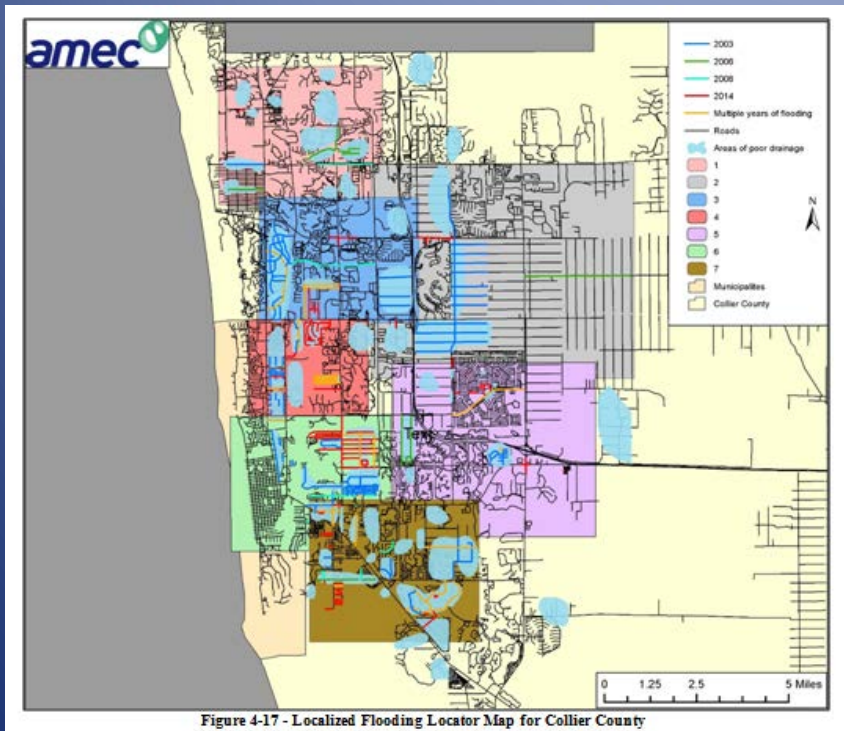 amec
2003
2006
2008
2014
Multiple years of flooding
Roads
Areas of poor drainage
1
2
3
4
5
6
7
Municipalites
Collier County
N
Text
0 1.25 2.5 5 Miles
Figure 4-17 - Localized Flooding Locator Map for Collier County